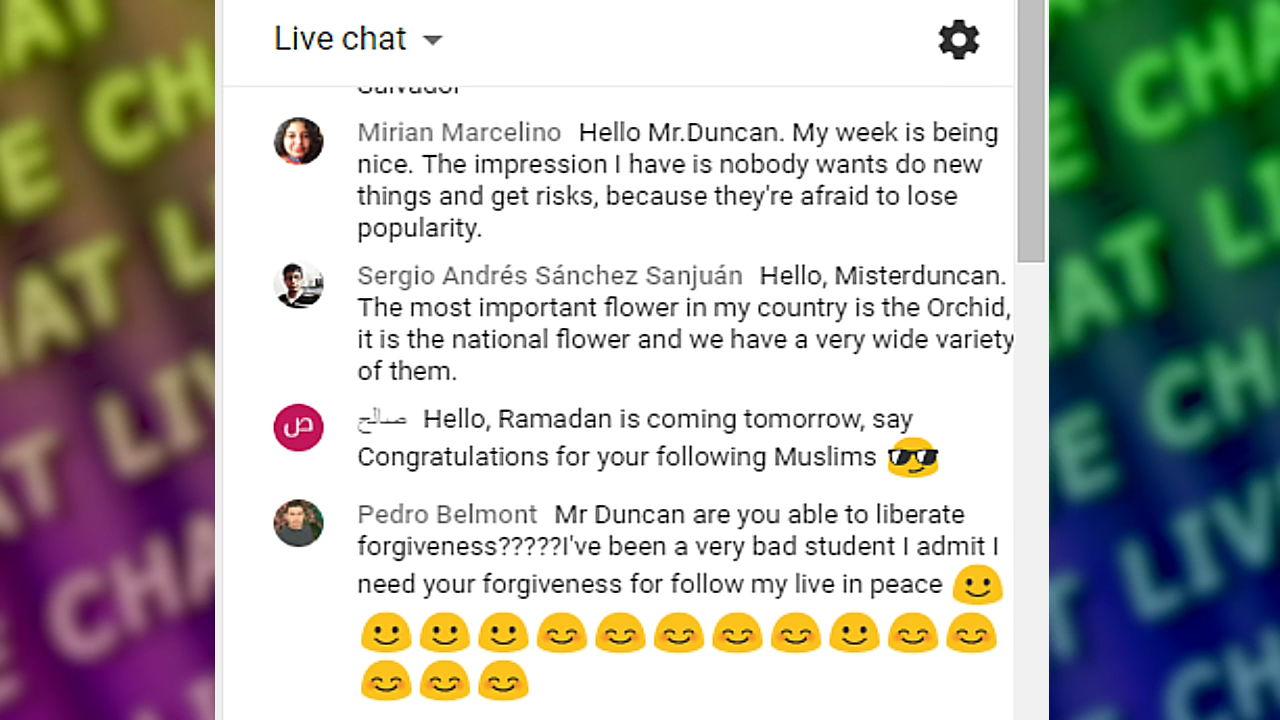 Live chat
Salvador
Mirian Marcelino Hello Mr.Duncan. My week is being
nice. The impression I have is nobody wants do new
things and get risks, because they're afraid to lose
popularity.
Sergio Andrés Sánchez Sanjuán Hello, Misterduncan.
The most important flower in my country is the Orchid,
it is the national flower and we have a very wide variety
of them.
ص
صالح Hello, Ramadan is coming tomorrow, say
Congratulations for your following Muslims 😎
Pedro Belmont Mr Duncan are you able to liberate
forgiveness?????I've been a very bad student I admit I
need your forgiveness for follow my live in peace 🙂
🙂🙂🙂😊😊😊😊😊🙂😊😊
😊😊😊